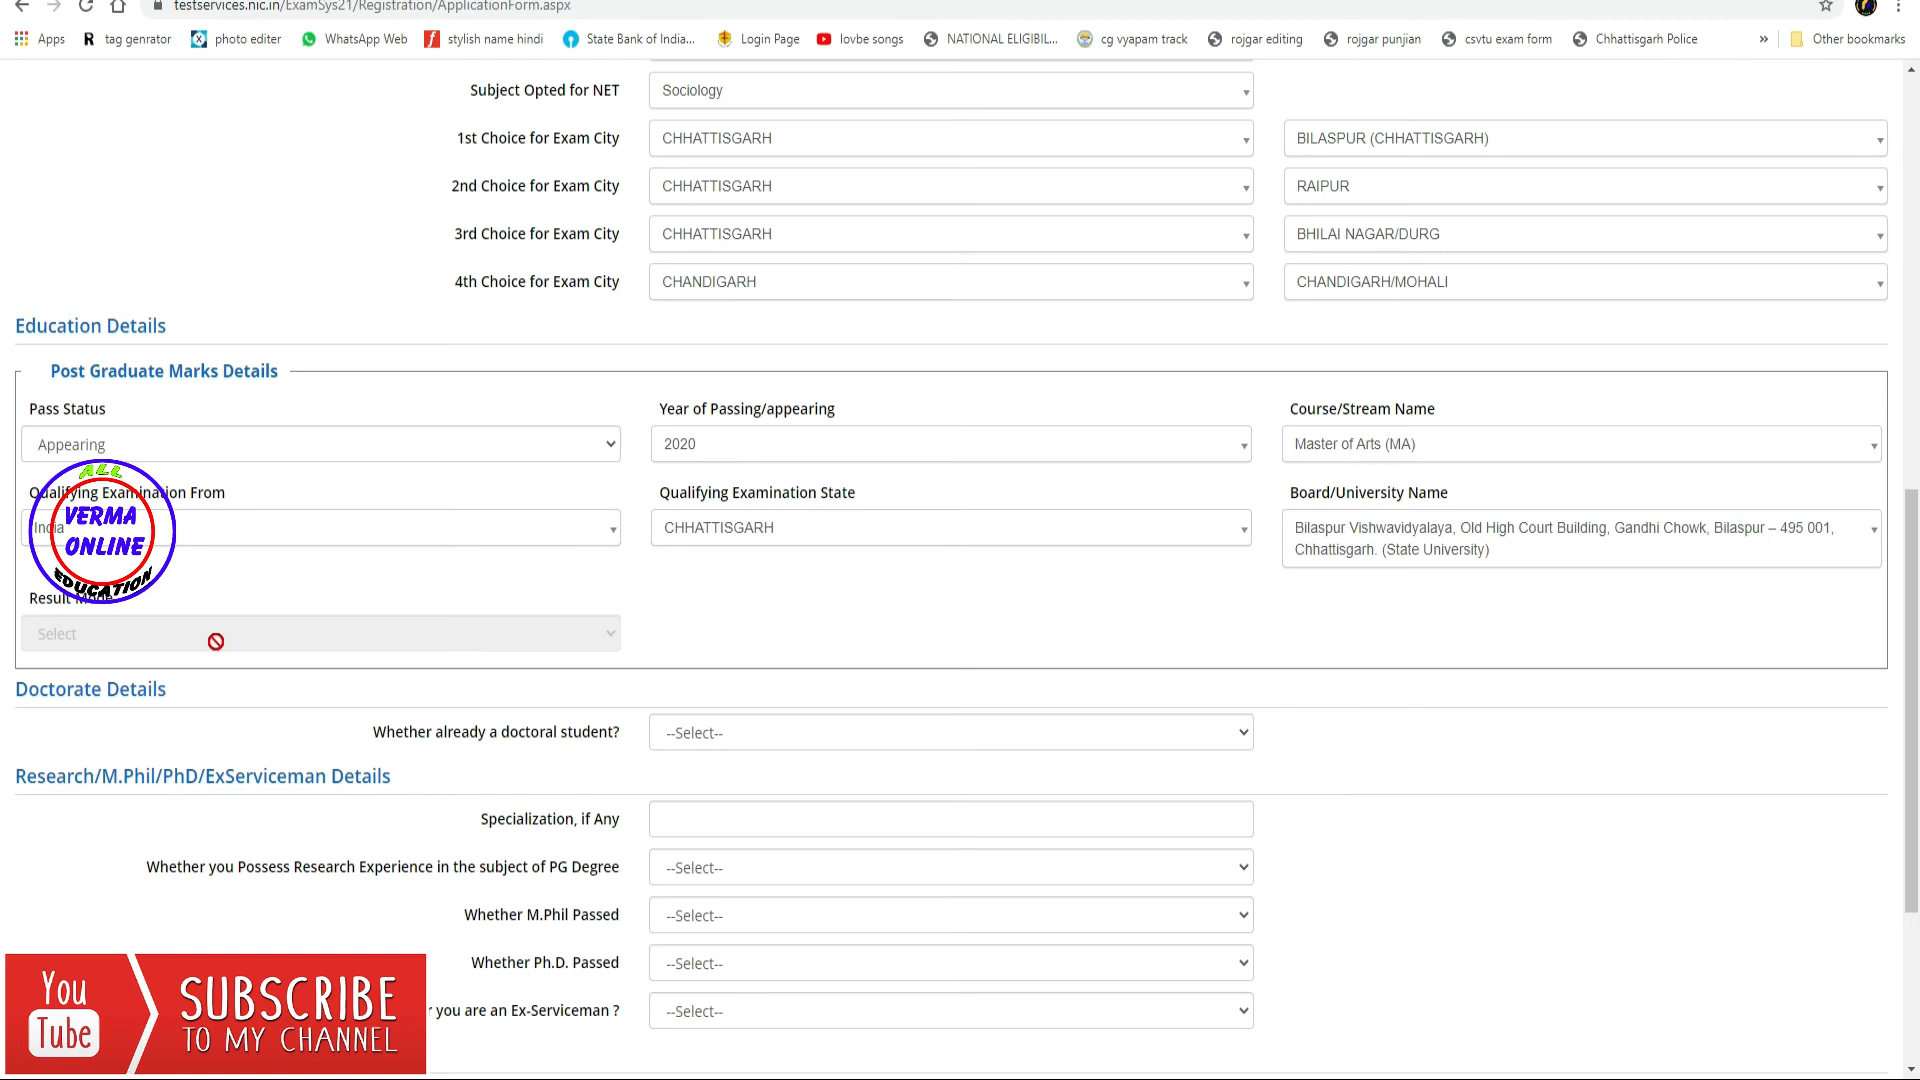 testservices.nic.in/ExamSys21/Registration/ApplicationForm.aspx
Apps
tag genrator
photo editer
WhatsApp Web
stylish name hindi
State Bank of India...
Login Page
lovbe songs
NATIONAL ELIGIBIL...
cg vyapam track
rojgar editing
rojgar punjian
csvtu exam form
Chhattisgarh Police
»
Other bookmarks
Subject Opted for NET
Sociology
1st Choice for Exam City
CHHATTISGARH
BILASPUR (CHHATTISGARH)
2nd Choice for Exam City
CHHATTISGARH
RAIPUR
3rd Choice for Exam City
CHHATTISGARH
BHILAI NAGAR/DURG
4th Choice for Exam City
CHANDIGARH
CHANDIGARH/MOHALI
Education Details
Post Graduate Marks Details
Pass Status
Year of Passing/appearing
Course/Stream Name
Appearing
2020
Master of Arts (MA)
Qualifying Examination From
Qualifying Examination State
Board/University Name
India
CHHATTISGARH
Bilaspur Vishwavidyalaya, Old High Court Building, Gandhi Chowk, Bilaspur – 495 001,
Chhattisgarh. (State University)
ALL
VERMA
ONLINE
EDUCATION
Result Mode
Select
Doctorate Details
Whether already a doctoral student?
--Select--
Research/M.Phil/PhD/ExServiceman Details
Specialization, if Any
Whether you Possess Research Experience in the subject of PG Degree
--Select--
Whether M.Phil Passed
--Select--
Whether Ph.D. Passed
--Select--
you are an Ex-Serviceman ?
--Select--
You
Tube
SUBSCRIBE
TO MY CHANNEL